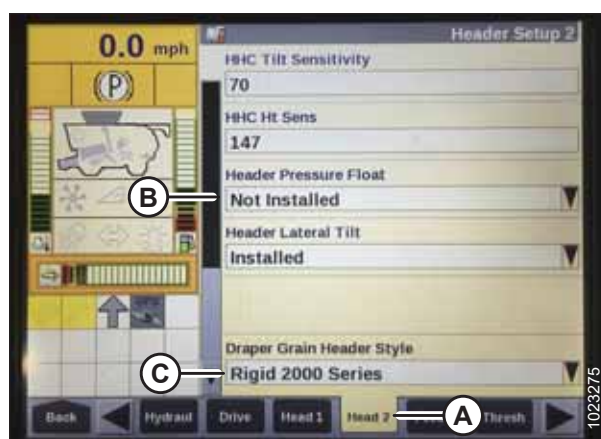 0.0 mph
Header Setup 2
(P)
HHC Tilt Sensitivity
70
HHC Ht Sens
147
Header Pressure Float
B
Not Installed
Header Lateral Tilt
Installed
Draper Grain Header Style
C
Rigid 2000 Series
Back
Hydraul
Drive
Head 1
Head 2
A
Thresh
1023275